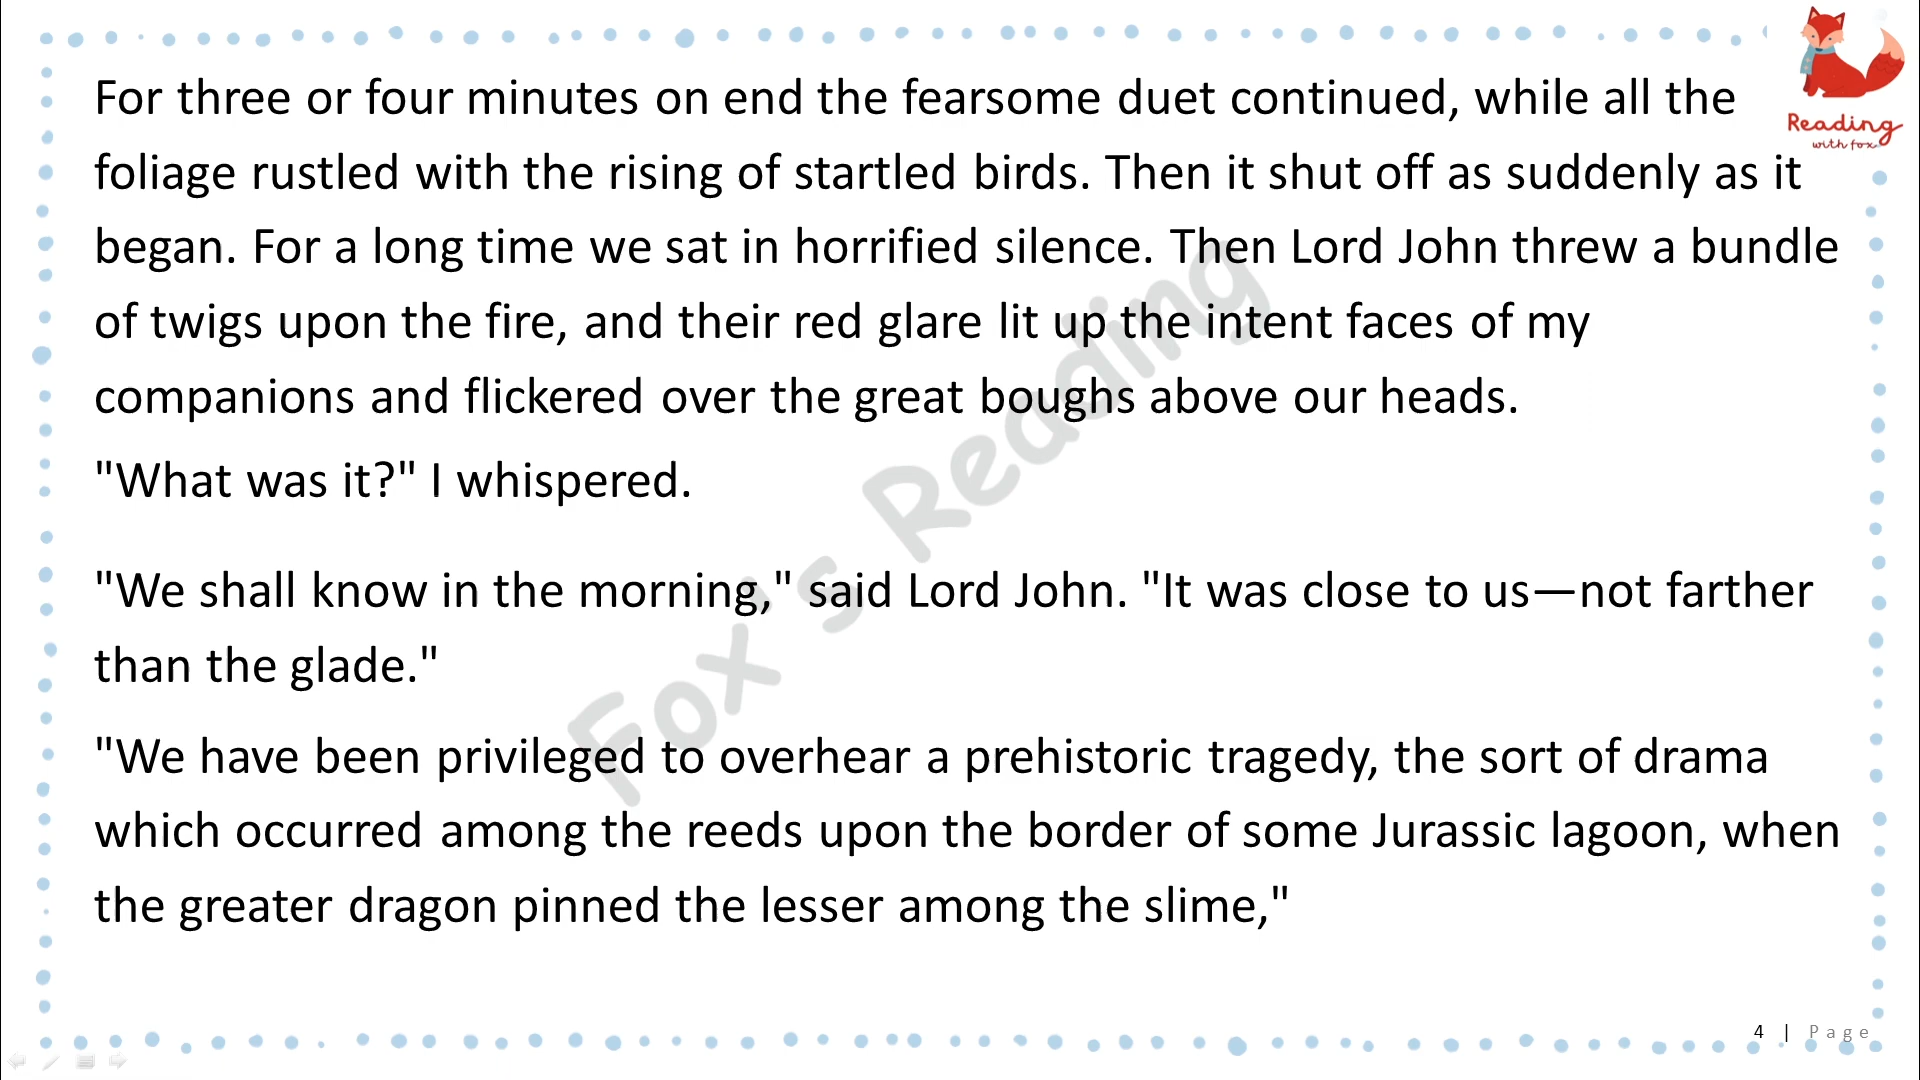 Reading
with fox
For three or four minutes on end the fearsome duet continued, while all the
foliage rustled with the rising of startled birds. Then it shut off as suddenly as it
began. For a long time we sat in horrified silence. Then Lord John threw a bundle
of twigs upon the fire, and their red glare lit up the intent faces of my
companions and flickered over the great boughs above our heads.
"What was it?" I whispered.
"We shall know in the morning," said Lord John. "It was close to us—not farther
than the glade."
"We have been privileged to overhear a prehistoric tragedy, the sort of drama
which occurred among the reeds upon the border of some Jurassic lagoon, when
the greater dragon pinned the lesser among the slime,"
Fox's Reading
4 | Page